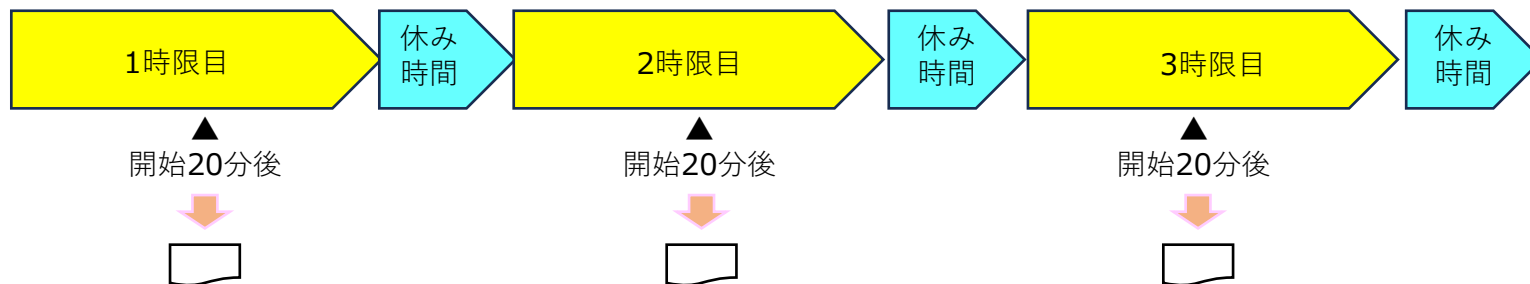 1時限目
休み
時間
2時限目
休み
時間
3時限目
休み
時間
開始20分後
開始20分後
開始20分後